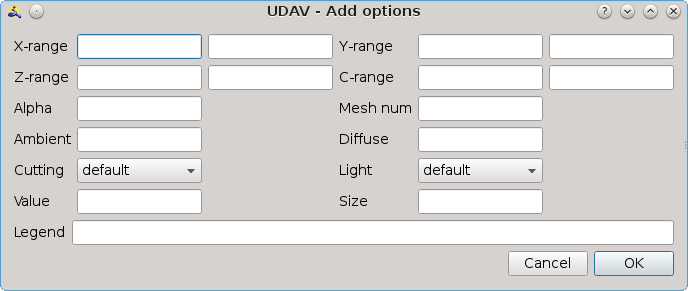 UDAV - Add options
X-range Y-range
Z-range C-range
Alpha Mesh num
Ambient Diffuse
Cutting default Light default
Value Size
Legend
Cancel OK